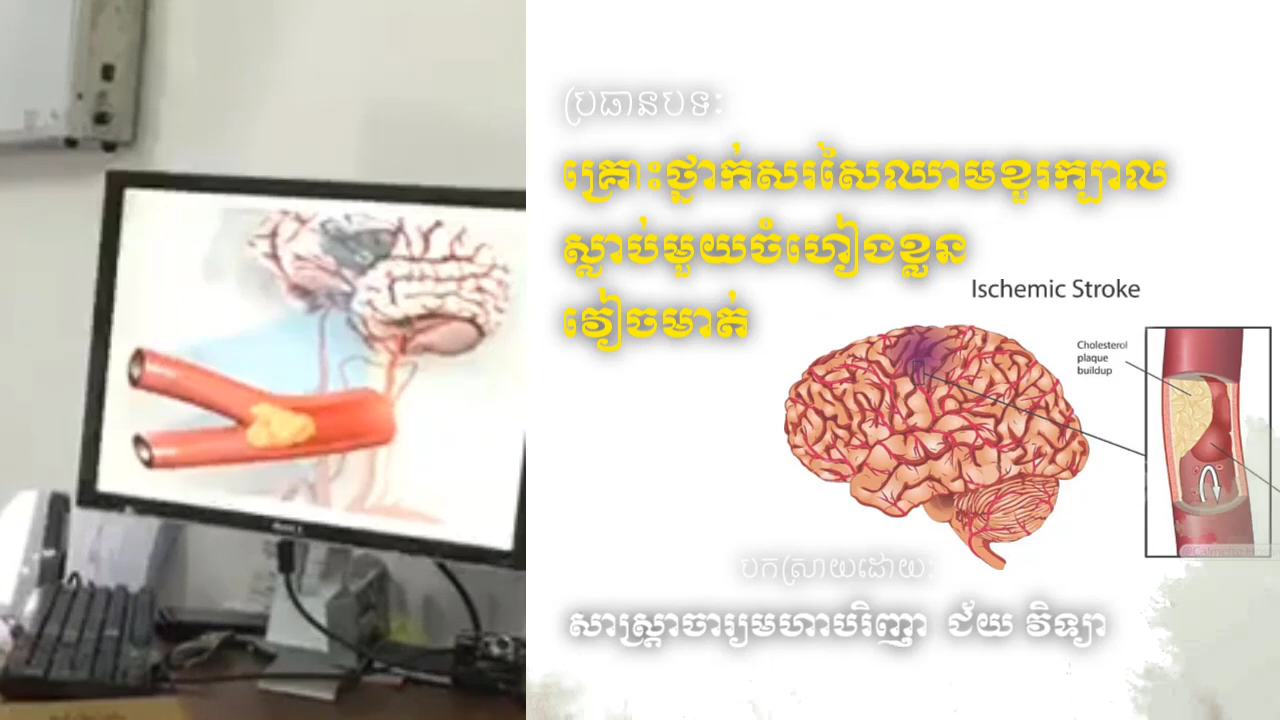 ប្រធានបទៈ
គ្រោះថ្នាក់សរសៃឈាមខួរក្បាល
ស្លាប់មួយចំហៀងខ្លួន
វៀចមាត់
Ischemic Stroke
Cholesterol
plaque
buildup
បកស្រាយដោយៈ
សាស្ត្រាចារ្យមហាបរិញ្ញា ជ័យ វិទ្យា